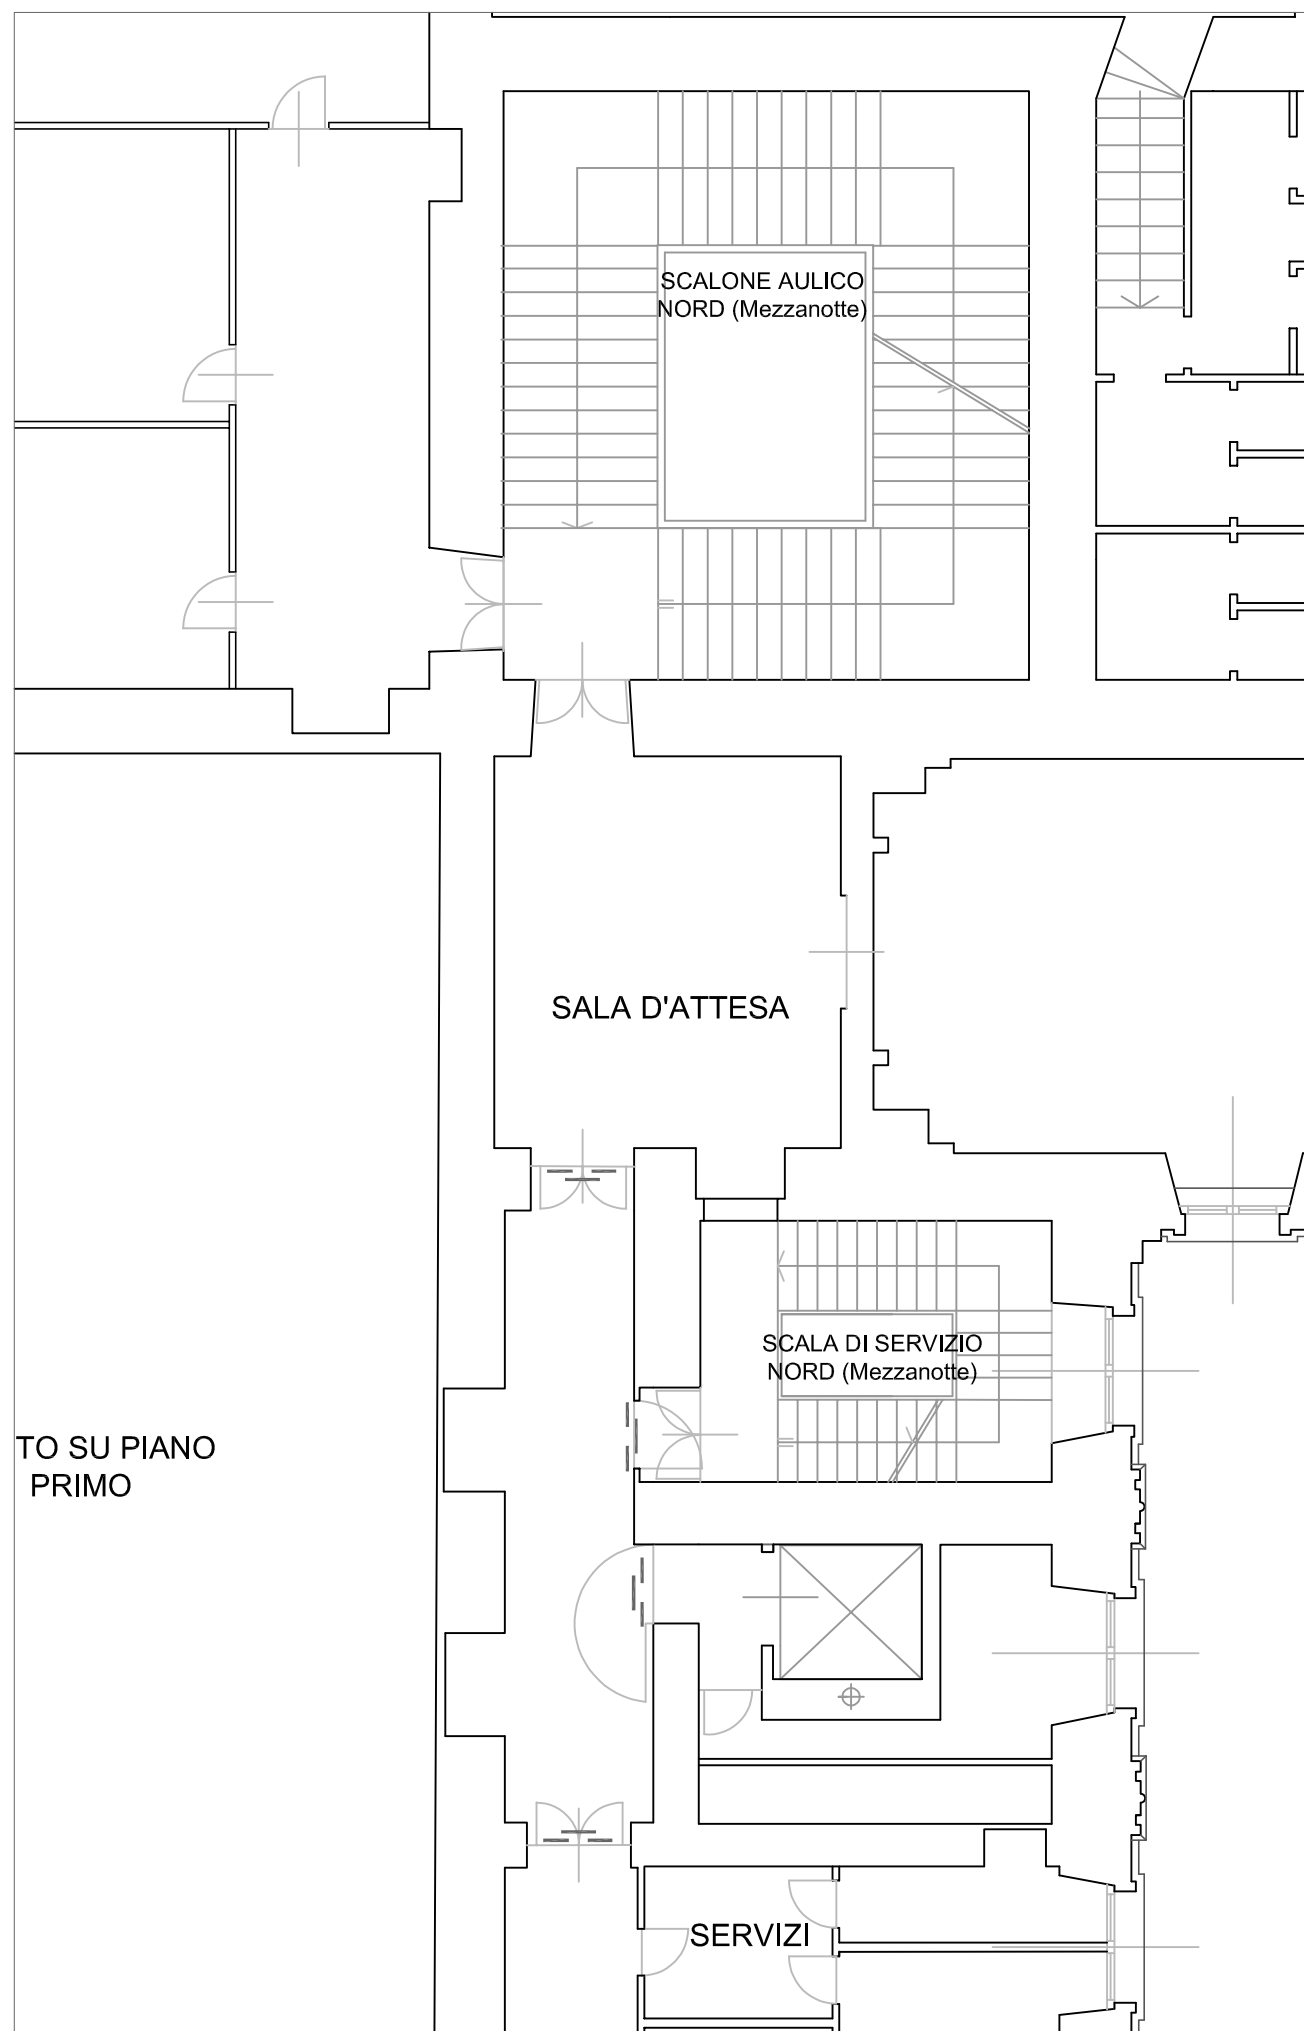 SCALONE AULICO
NORD (Mezzanotte)
SALA D'ATTESA
SCALA DI SERVIZIO
NORD (Mezzanotte)
TO SU PIANO
PRIMO
SERVIZI